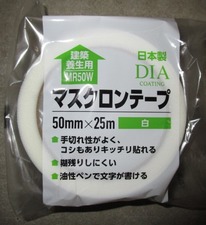 建築
養生用
MR50W
日本製
DIA
COATING
マスクロンテープ
50mm×25m
白
・手切れ性がよく、
コシもありキッチリ貼れる
・糊残りしにくい
・油性ペンで文字が書ける